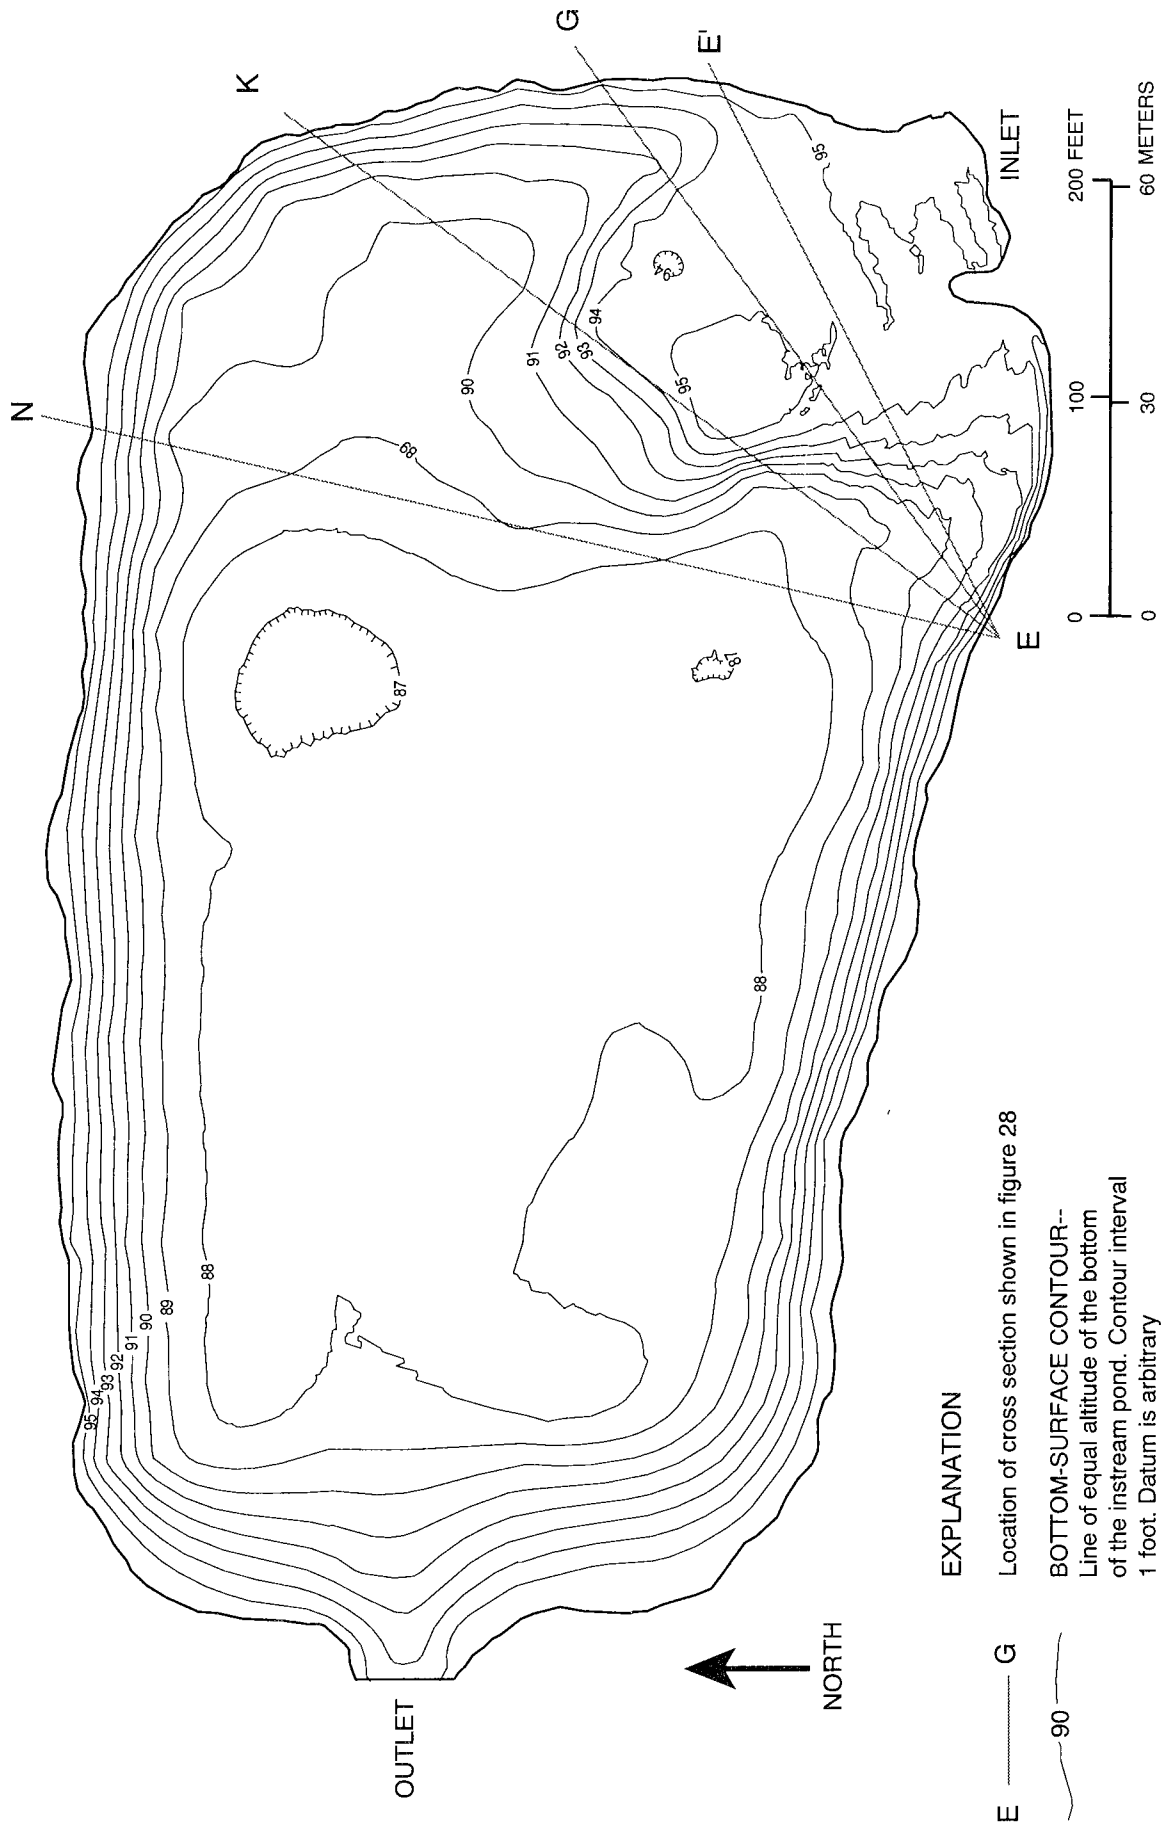 N
K
G
E'
95
94
95
94
93
92
91
90
89
87
87
88
88
89
90
91
92
93
94
95
E
INLET
OUTLET
0 100 200 FEET
0 30 60 METERS
NORTH
EXPLANATION
E G
Location of cross section shown in figure 28
90
BOTTOM-SURFACE CONTOUR--
Line of equal altitude of the bottom
of the instream pond. Contour interval
1 foot. Datum is arbitrary